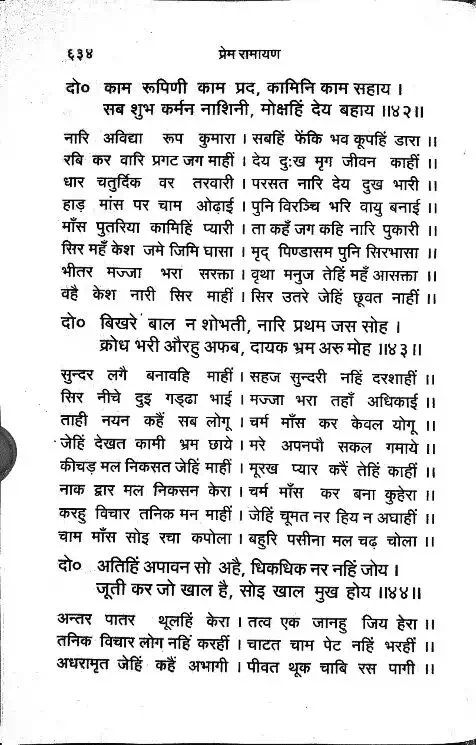 ६३४ प्रेम रामायण
दो० काम रूपिणी काम प्रद, कामिनि काम सहाय ।
सब शुभ कर्मन नाशिनी, मोक्षहिं देय बहाय ॥४२॥
नारि अविद्या रूप कुमारा । सबहिं फेंकि भव कूपहिं डारा ॥
रबि कर वारि प्रगट जग माहीं । देय दुःख मृग जीवन काहीं ॥
धार चतुर्दिक वर तरवारी । परसत नारि देय दुख भारी ॥
हाड़ मांस पर चाम ओढ़ाई । पुनि विरञ्चि भरि वायु बनाई ॥
माँस पुतरिया कामिहिं प्यारी । ता कहँ जग कहि नारि पुकारी ॥
सिर महँ केश जमे जिमि घासा । मृद् पिण्डासम पुनि सिरभासा ॥
भीतर मज्जा भरा सरक्ता । वृथा मनुज तेहिं महँ आसक्ता ॥
वहै केश नारी सिर माहीं । सिर उतरे जेहिं छूवत नाहीं ॥
दो० बिखरे बाल न शोभती, नारि प्रथम जस सोह ।
क्रोध भरी औरहु अफब, दायक भ्रम अरु मोह ॥४३॥
सुन्दर लगै बनावहि माहीं । सहज सुन्दरी नहिं दरशाहीं ॥
सिर नीचे दुइ गड्ढा भाई । मज्जा भरा तहाँ अधिकाई ॥
ताही नयन कहैं सब लोगू । चर्म माँस कर केवल योगू ॥
जेहिं देखत कामी भ्रम छाये । मरे अपनपौ सकल गमाये ॥
कीचड़ मल निकसत जेहिं माहीं । मूरख प्यार करैं तेहिं काहीं ॥
नाक द्वार मल निकसन केरा । चर्म माँस कर बना कुहेरा ॥
करहु विचार तनिक मन माहीं । जेहिं चूमत नर हिय न अघाहीं ॥
चाम माँस सोइ रचा कपोला । बहुरि पसीना मल चढ़ चोला ॥
दो० अतिहिं अपावन सो अहै, धिकधिक नर नहिं जोय ।
जूती कर जो खाल है, सोइ खाल मुख होय ॥४४॥
अन्तर पातर थूलहिं केरा । तत्व एक जानहु जिय हेरा ॥
तनिक विचार लोग नहिं करहीं । चाटत चाम पेट नहिं भरहीं ॥
अधरामृत जेहिं कहैं अभागी । पीवत थूक चाबि रस पागी ॥